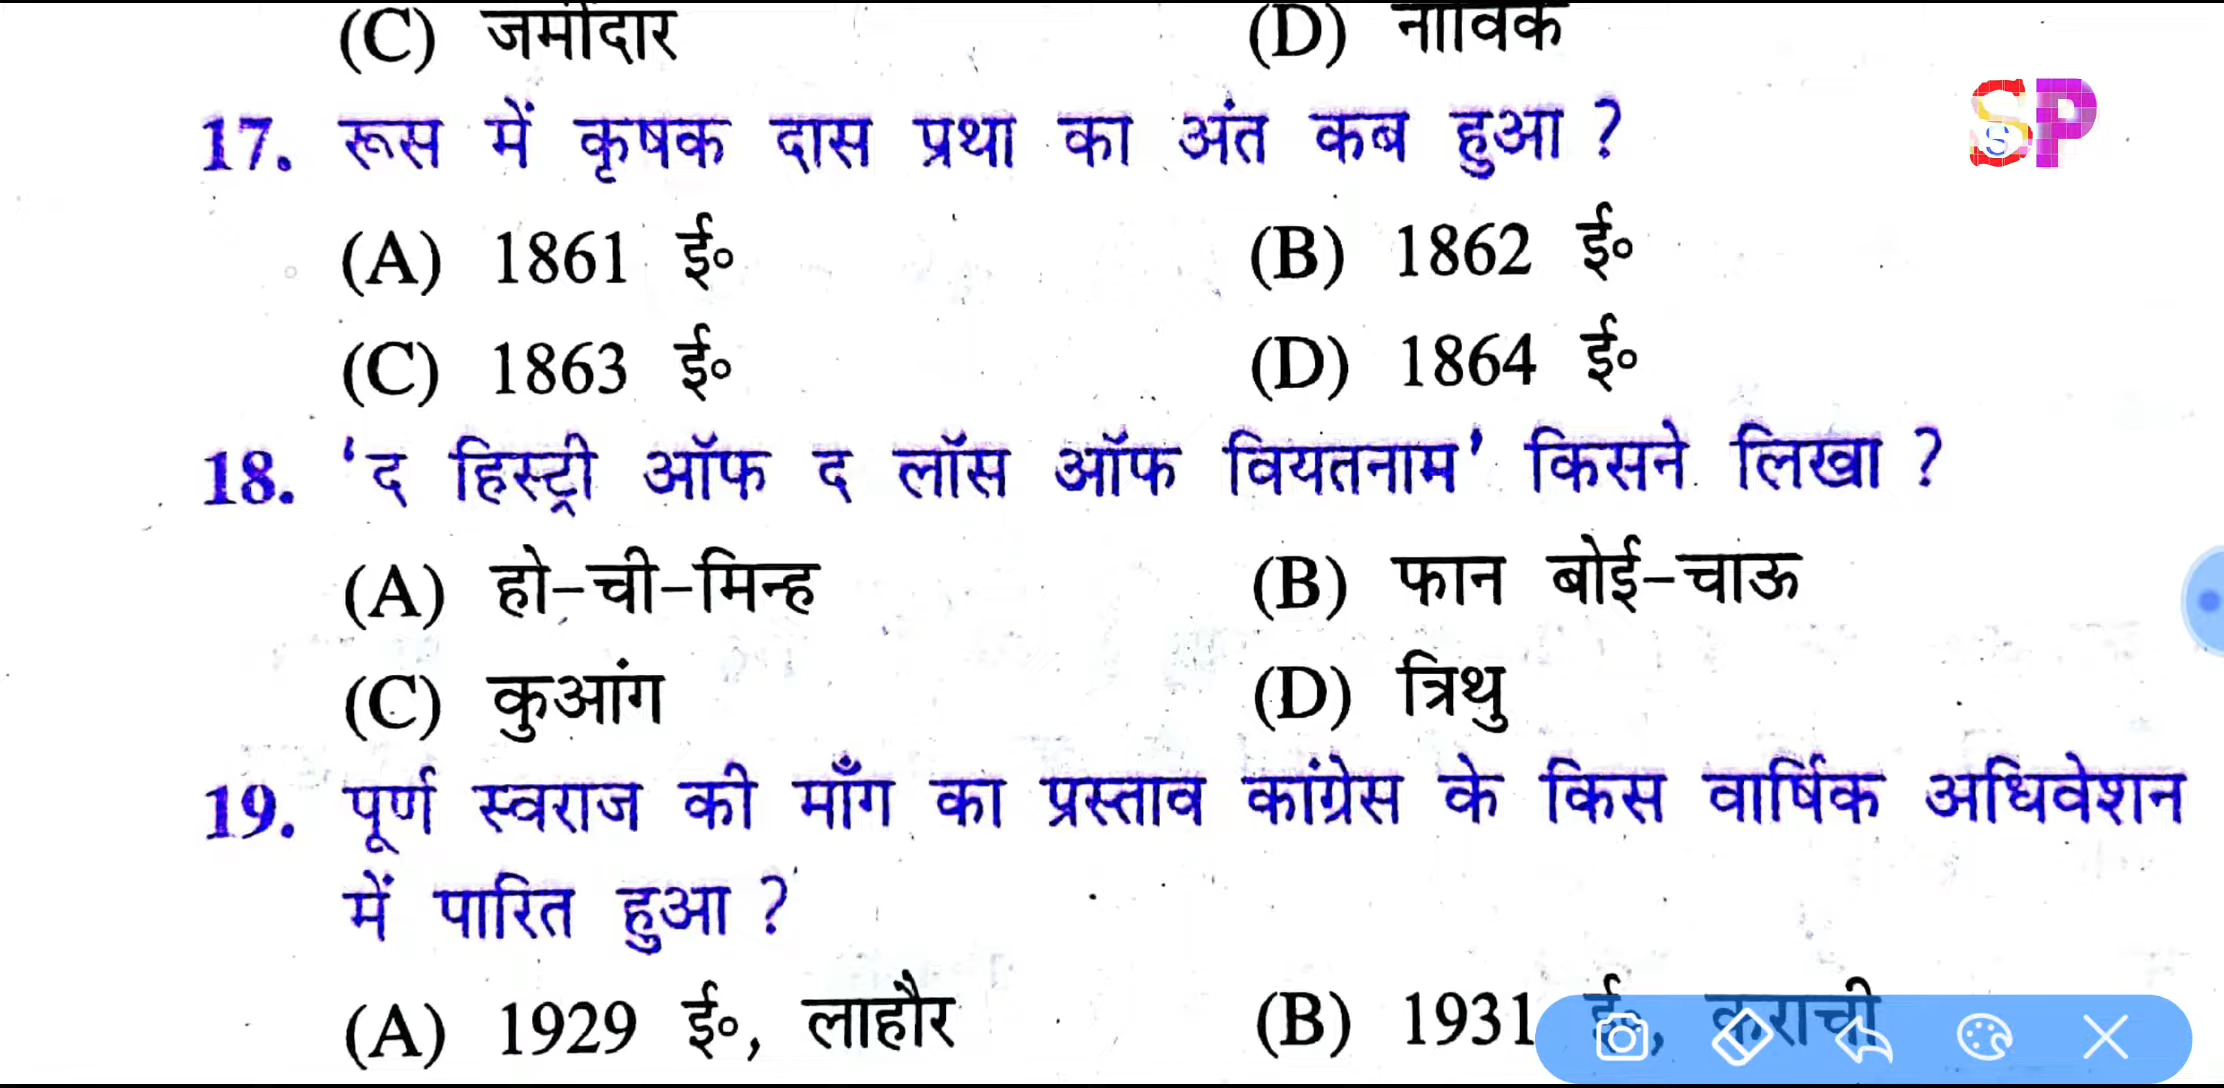 (C) जमींदार (D) नाविक
17. रूस में कृषक दास प्रथा का अंत कब हुआ ?
SP
S
(A) 1861 ई० (B) 1862 ई०
(C) 1863 ई० (D) 1864 ई०
18. 'द हिस्ट्री ऑफ द लॉस ऑफ वियतनाम' किसने लिखा ?
(A) हो-ची-मिन्ह (B) फान बोई-चाऊ
(C) कुआंग (D) त्रिथु
19. पूर्ण स्वराज की माँग का प्रस्ताव कांग्रेस के किस वार्षिक अधिवेशन
में पारित हुआ ?
(A) 1929 ई०, लाहौर (B) 1931 ई०, कराची